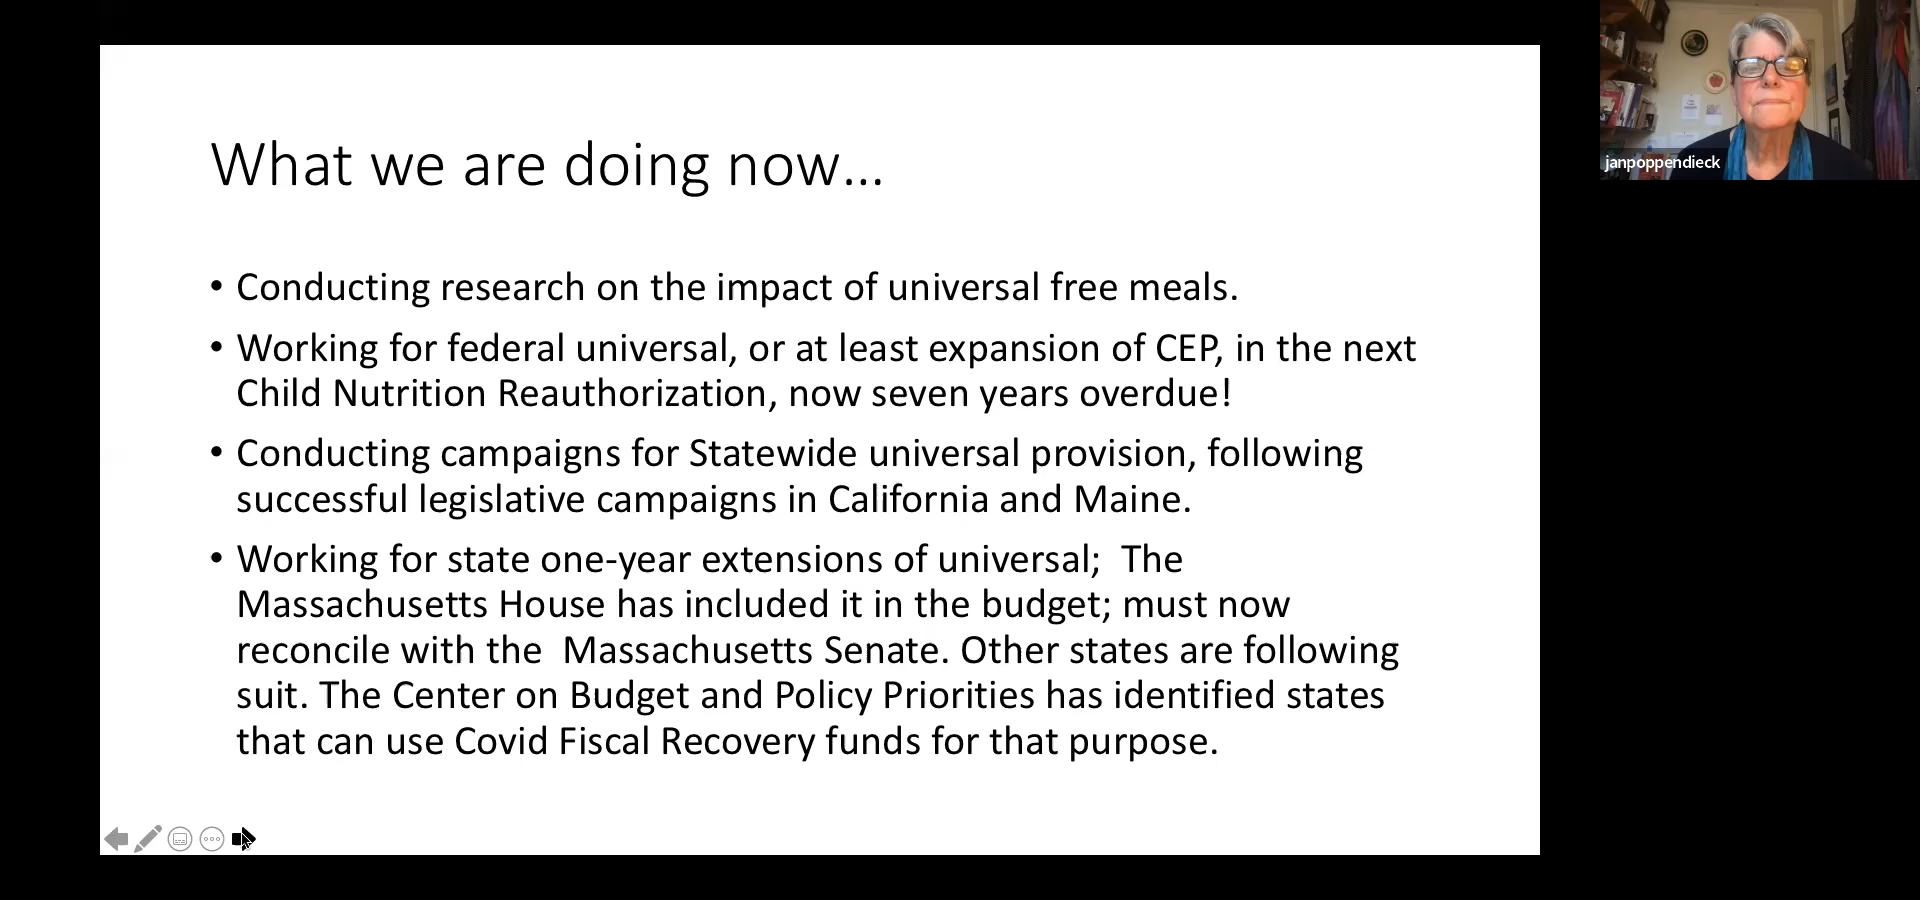 What we are doing now...
• Conducting research on the impact of universal free meals.
• Working for federal universal, or at least expansion of CEP, in the next
Child Nutrition Reauthorization, now seven years overdue!
• Conducting campaigns for Statewide universal provision, following
successful legislative campaigns in California and Maine.
• Working for state one-year extensions of universal;  The
Massachusetts House has included it in the budget; must now
reconcile with the  Massachusetts Senate. Other states are following
suit. The Center on Budget and Policy Priorities has identified states
that can use Covid Fiscal Recovery funds for that purpose.
janpoppendieck